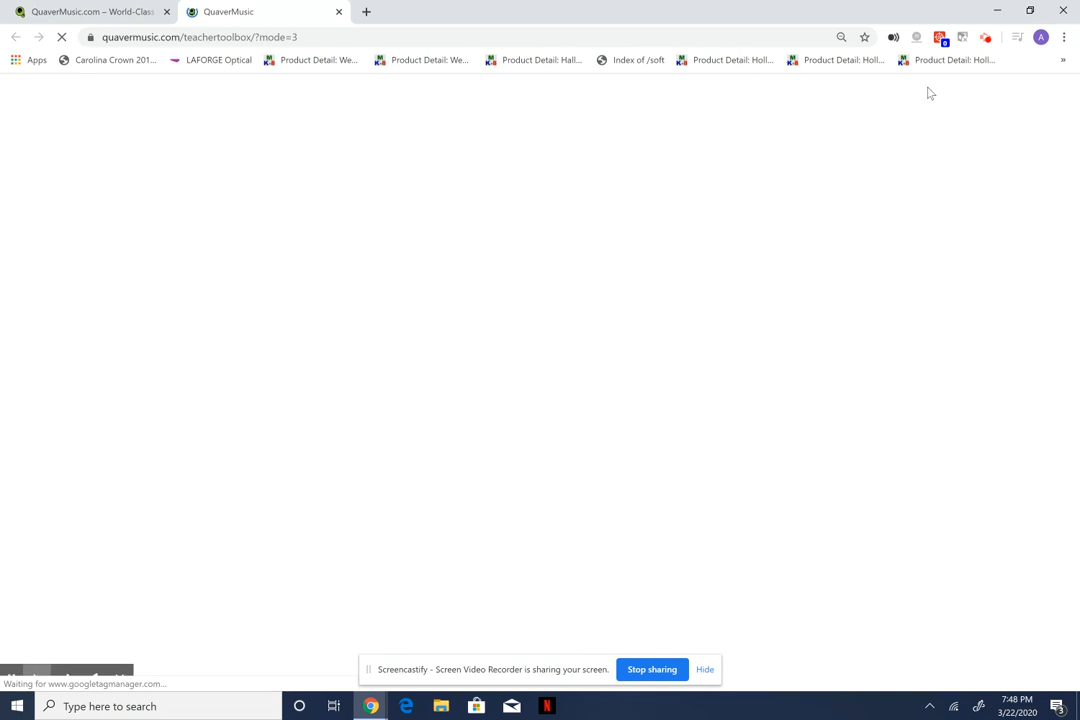 QuaverMusic.com – World-Class
QuaverMusic
quavermusic.com/teachertoolbox/?mode=3
Apps
Carolina Crown 201...
LAFORGE Optical
Product Detail: We...
Product Detail: We...
Product Detail: Hall...
Index of /soft
Product Detail: Holl...
Product Detail: Holl...
Product Detail: Holl...
Screencastify - Screen Video Recorder is sharing your screen.
Stop sharing
Hide
Waiting for www.googletagmanager.com...
Type here to search
7:48 PM
3/22/2020